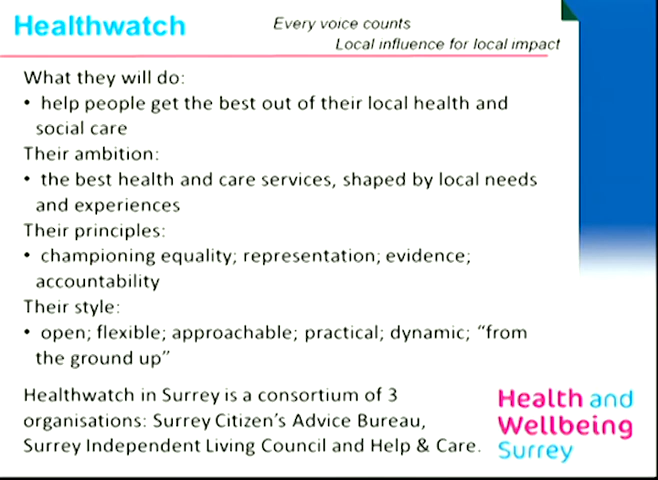 Healthwatch
Every voice counts
Local influence for local impact
What they will do:
• help people get the best out of their local health and
social care
Their ambition:
• the best health and care services, shaped by local needs
and experiences
Their principles:
• championing equality; representation; evidence;
accountability
Their style:
• open; flexible; approachable; practical; dynamic; “from
the ground up”
Healthwatch in Surrey is a consortium of 3
organisations: Surrey Citizen’s Advice Bureau,
Surrey Independent Living Council and Help & Care.
Health and
Wellbeing
Surrey